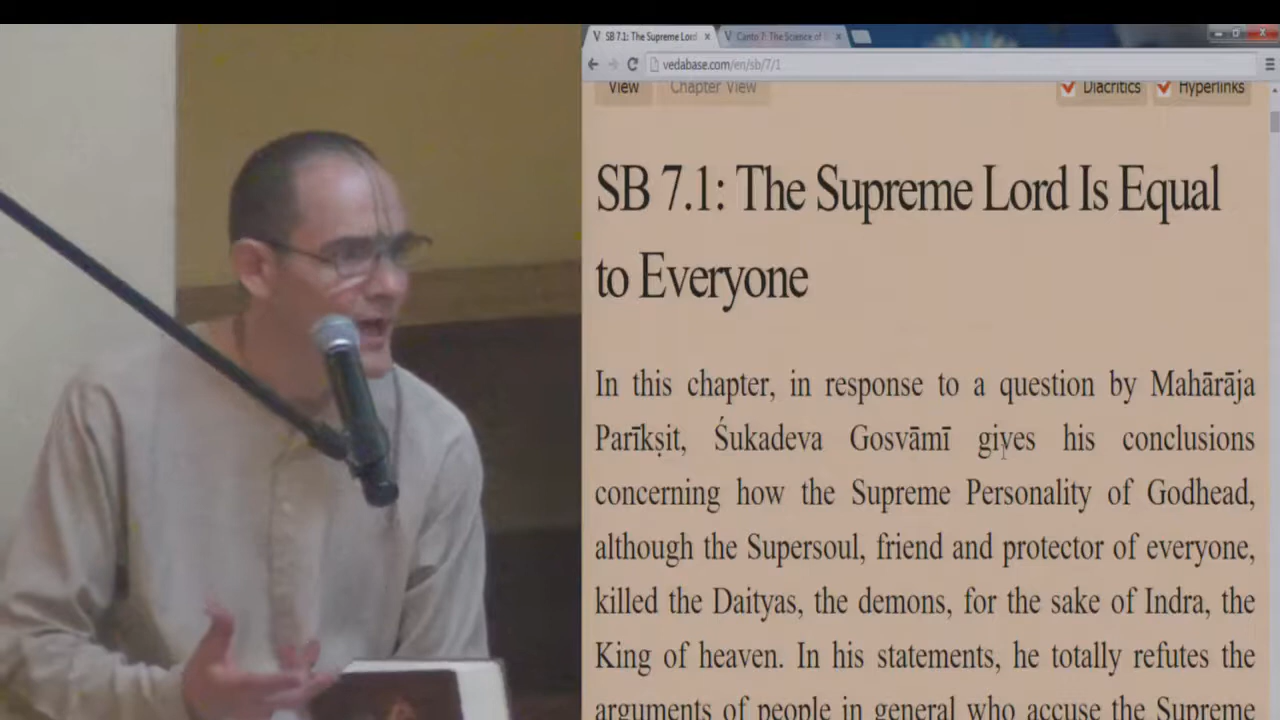 SB 7.1: The Supreme Lord
Canto 7: The Science of
vedabase.com/en/sb/7/1
View Chapter View Diacritics Hyperlinks
SB 7.1: The Supreme Lord Is Equal
to Everyone
In this chapter, in response to a question by Mahārāja
Parīkṣit, Śukadeva Gosvāmī gives his conclusions
concerning how the Supreme Personality of Godhead,
although the Supersoul, friend and protector of everyone,
killed the Daityas, the demons, for the sake of Indra, the
King of heaven. In his statements, he totally refutes the
arguments of people in general who accuse the Supreme